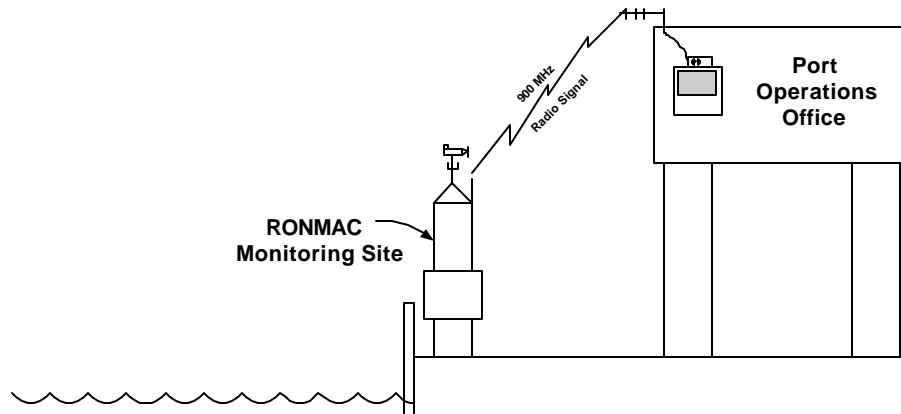 900 MHz
Radio Signal
Port
Operations
Office
RONMAC
Monitoring Site